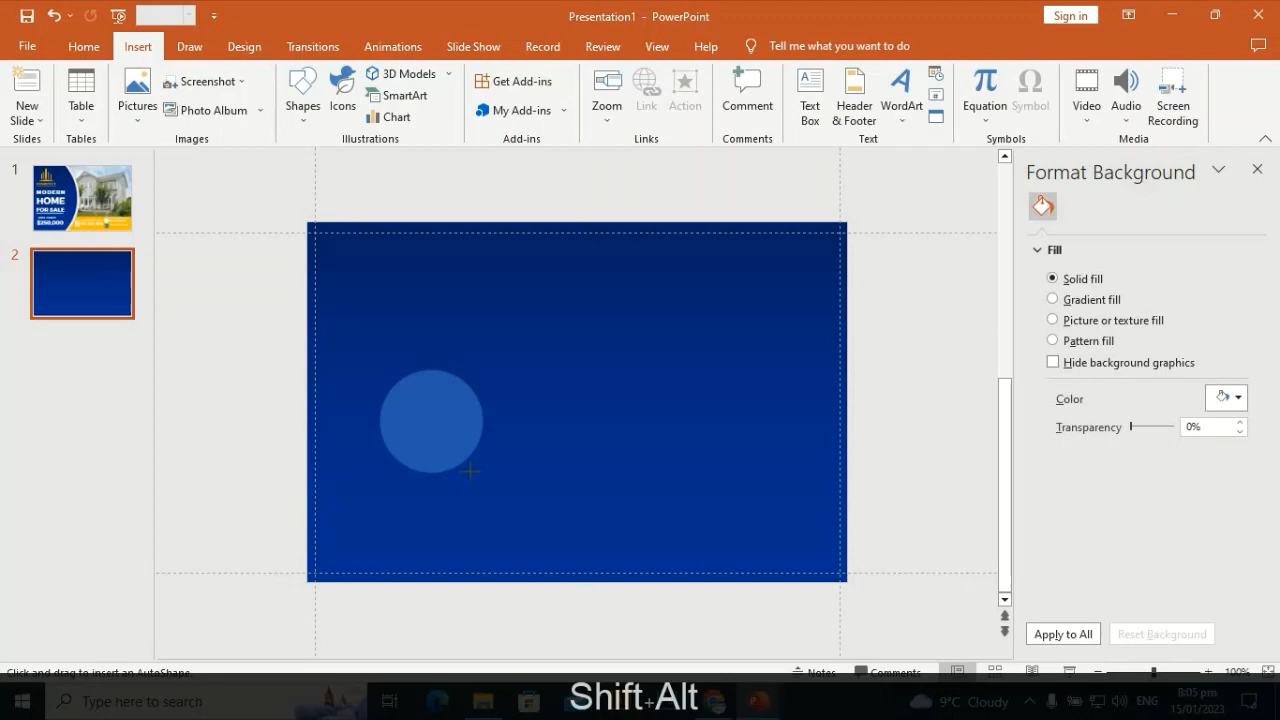 Presentation1 - PowerPoint
Sign in
File
Home
Insert
Draw
Design
Transitions
Animations
Slide Show
Record
Review
View
Help
Tell me what you want to do
New
Slide
Slides
Table
Tables
Pictures
Screenshot
Photo Album
Images
Shapes
Icons
3D Models
SmartArt
Chart
Illustrations
Get Add-ins
My Add-ins
Add-ins
Zoom
Link
Action
Links
Comment
Comments
Text
Box
Header
& Footer
WordArt
Text
Equation
Symbol
Symbols
Video
Audio
Screen
Recording
Media
1
MODERN
HOME
FOR SALE
$250,000
2
Format Background
Fill
Solid fill
Gradient fill
Picture or texture fill
Pattern fill
Hide background graphics
Color
Transparency
0%
Apply to All
Reset Background
Click and drag to insert an AutoShape.
Notes
Comments
100%
Type here to search
Shift+Alt
9°C Cloudy
ENG
8:05 pm
15/01/2023